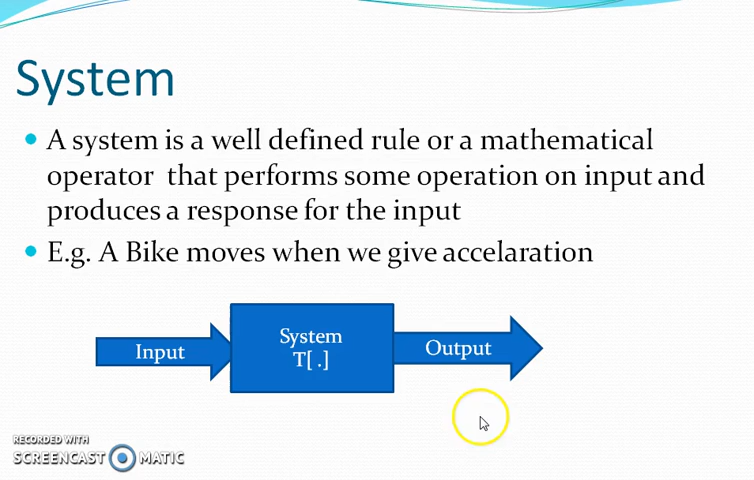 System
A system is a well defined rule or a mathematical
operator that performs some operation on input and
produces a response for the input
E.g. A Bike moves when we give accelaration
Input
System
T[ .]
Output
RECORDED WITH
SCREENCAST MATIC